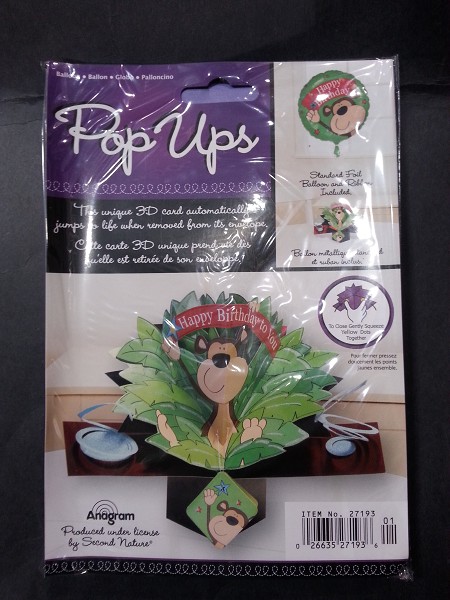 Balloon • Ballon • Globo • Palloncino
Pop Ups
This unique 3D card automatically
jumps to life when removed from its envelope.
Cette carte 3D unique prend vie dès
qu'elle est retirée de son enveloppe.
Happy
Birthday
Standard Foil
Balloon and Ribbon
Included.
Ballon métallique standard
et ruban inclus.
To Close Gently Squeeze
Yellow Dots
Together
Pour fermer pressez
doucement les points
jaunes ensemble.
Happy Birthday to You
Anagram
Produced under license
by Second Nature®
ITEM No. 27193
01
0 26635 27193 6